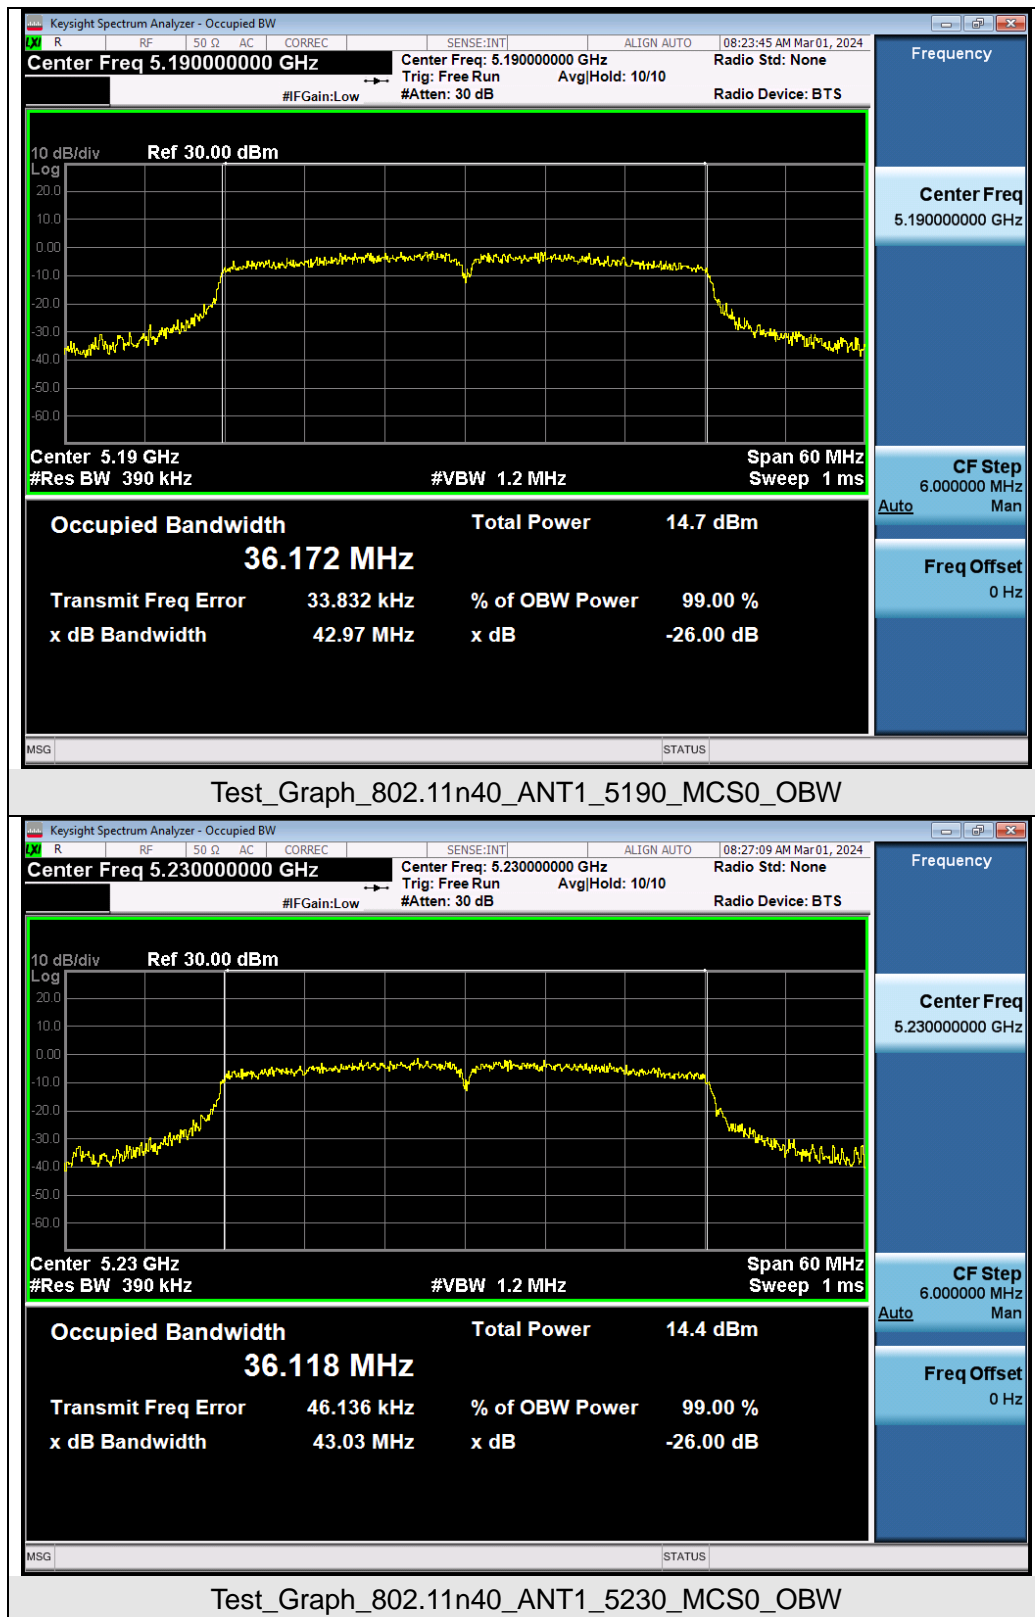 Keysight Spectrum Analyzer - Occupied BW
LXI R RF 50 Ω AC CORREC SENSE:INT ALIGN AUTO 08:23:45 AM Mar 01, 2024
Center Freq 5.190000000 GHz
Center Freq: 5.190000000 GHz Radio Std: None
Trig: Free Run Avg|Hold: 10/10
#IFGain:Low #Atten: 30 dB Radio Device: BTS
10 dB/div Ref 30.00 dBm
Log
20.0
10.0
0.00
-10.0
-20.0
-30.0
-40.0
-50.0
-60.0
Center 5.19 GHz Span 60 MHz
#Res BW 390 kHz #VBW 1.2 MHz Sweep 1 ms
Occupied Bandwidth Total Power 14.7 dBm
36.172 MHz
Transmit Freq Error 33.832 kHz % of OBW Power 99.00 %
x dB Bandwidth 42.97 MHz x dB -26.00 dB
MSG STATUS
Frequency
Center Freq
5.190000000 GHz
CF Step
6.000000 MHz
Auto Man
Freq Offset
0 Hz
Test_Graph_802.11n40_ANT1_5190_MCS0_OBW
Keysight Spectrum Analyzer - Occupied BW
LXI R RF 50 Ω AC CORREC SENSE:INT ALIGN AUTO 08:27:09 AM Mar 01, 2024
Center Freq 5.230000000 GHz
Center Freq: 5.230000000 GHz Radio Std: None
Trig: Free Run Avg|Hold: 10/10
#IFGain:Low #Atten: 30 dB Radio Device: BTS
10 dB/div Ref 30.00 dBm
Log
20.0
10.0
0.00
-10.0
-20.0
-30.0
-40.0
-50.0
-60.0
Center 5.23 GHz Span 60 MHz
#Res BW 390 kHz #VBW 1.2 MHz Sweep 1 ms
Occupied Bandwidth Total Power 14.4 dBm
36.118 MHz
Transmit Freq Error 46.136 kHz % of OBW Power 99.00 %
x dB Bandwidth 43.03 MHz x dB -26.00 dB
MSG STATUS
Frequency
Center Freq
5.230000000 GHz
CF Step
6.000000 MHz
Auto Man
Freq Offset
0 Hz
Test_Graph_802.11n40_ANT1_5230_MCS0_OBW